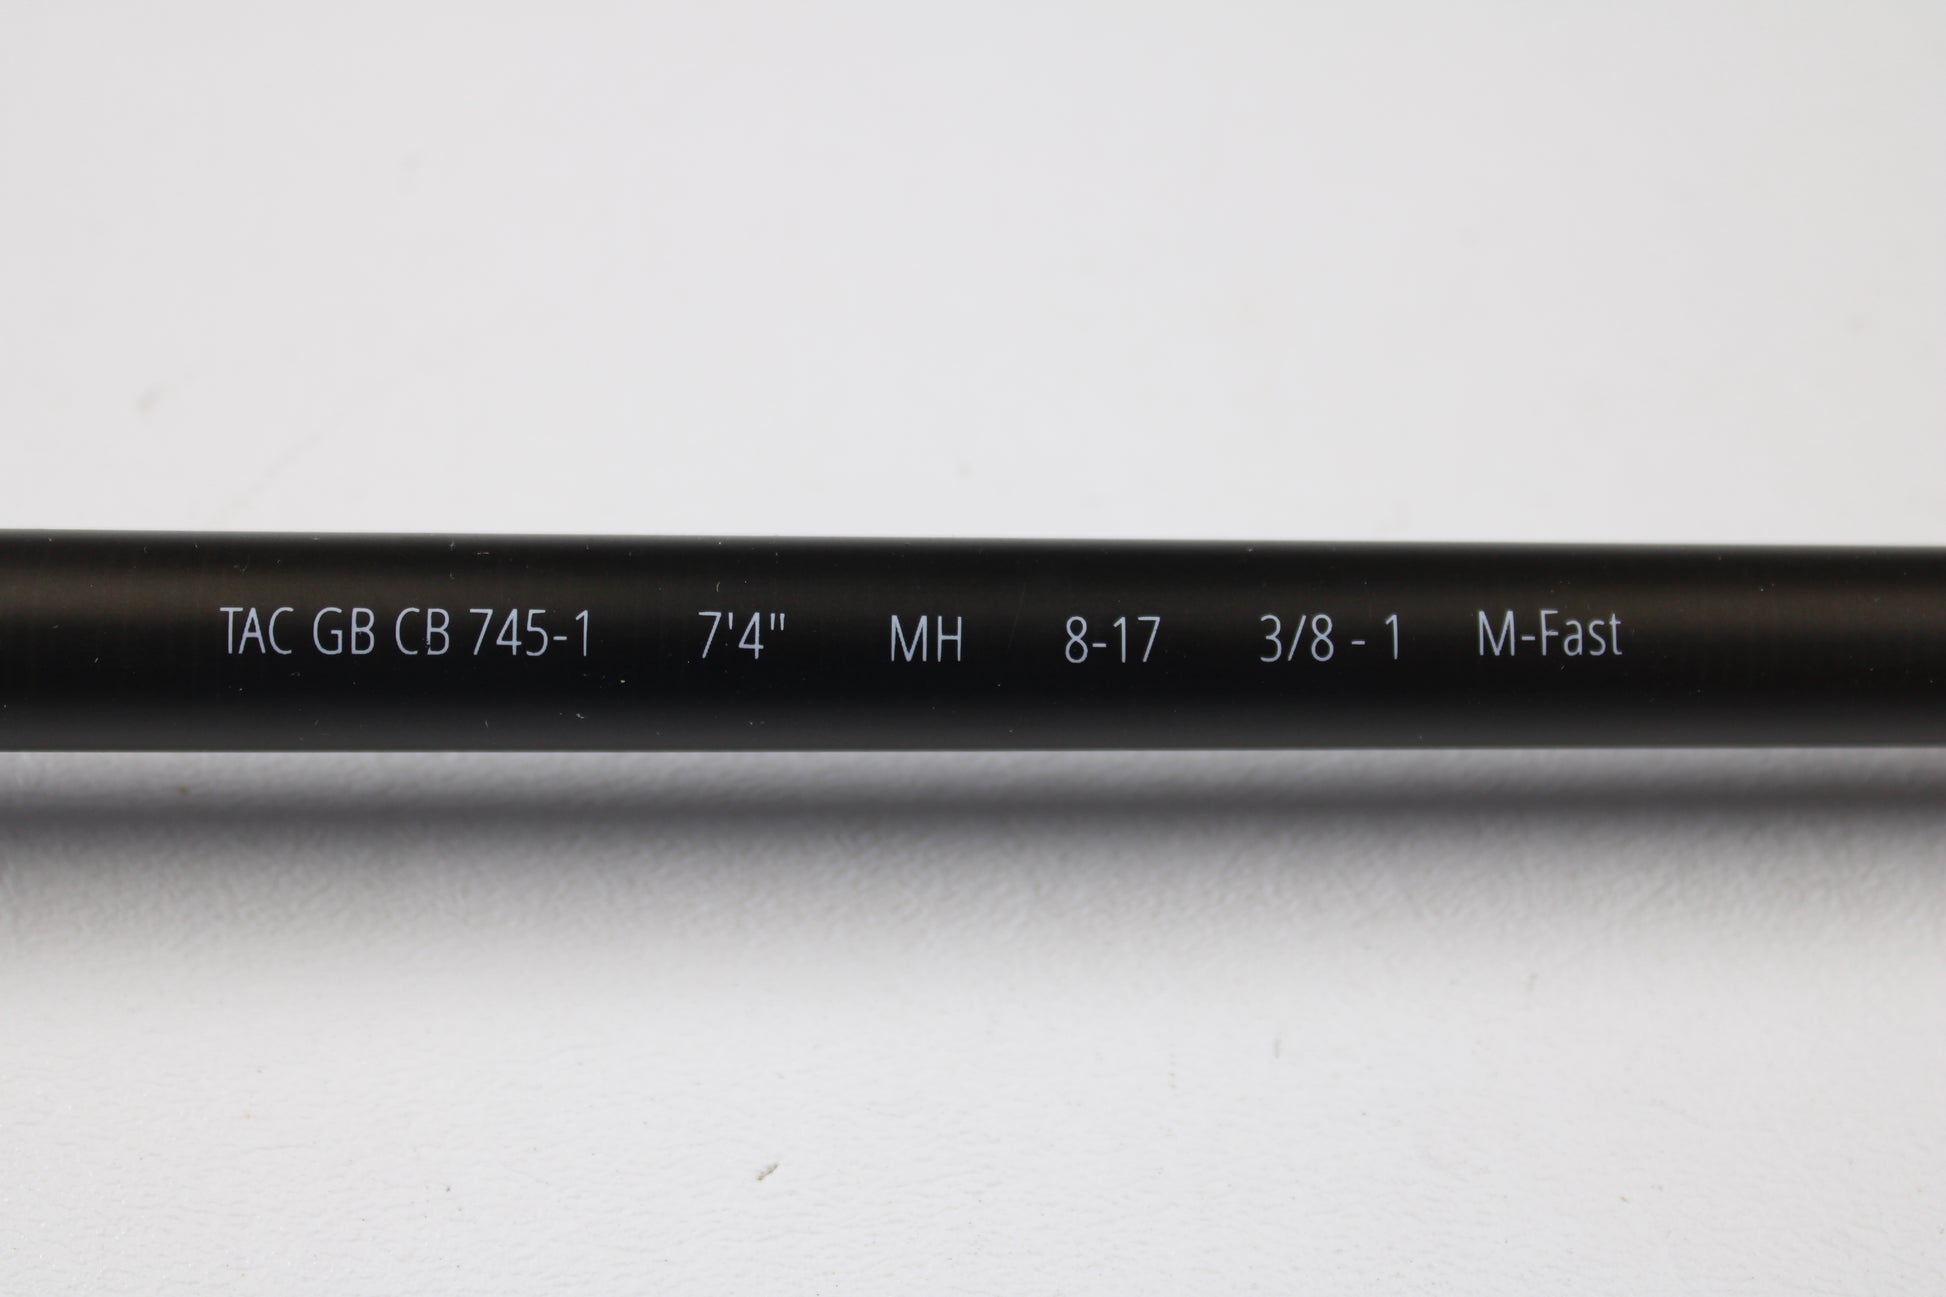 TAC GB CB 745-1 7'4" MH 8-17 3/8 - 1 M-Fast